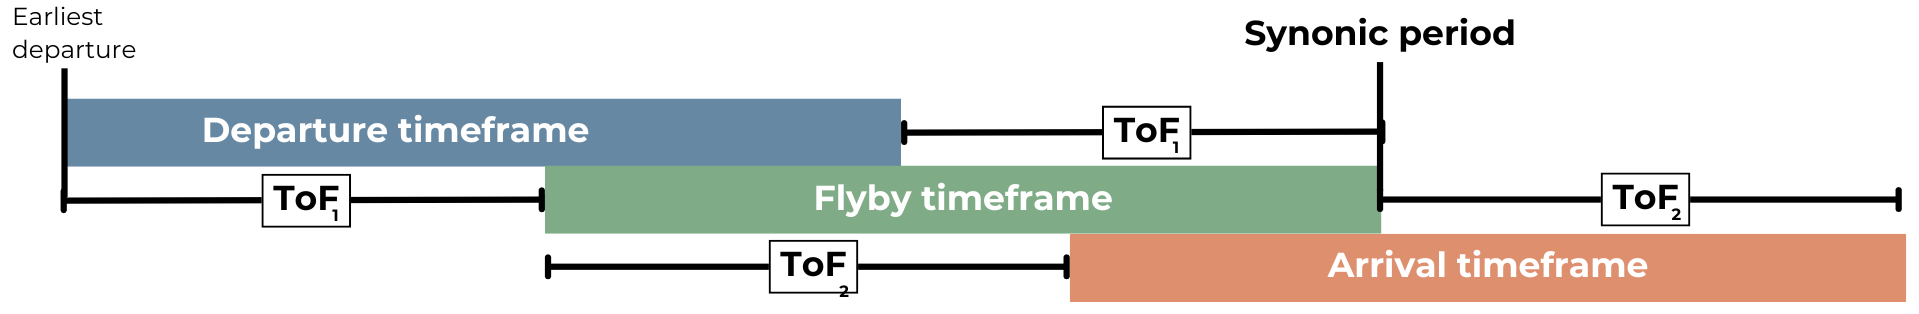 Earliest
departure
Synonic period
Departure timeframe
ToF1
ToF1
Flyby timeframe
ToF2
ToF2
Arrival timeframe